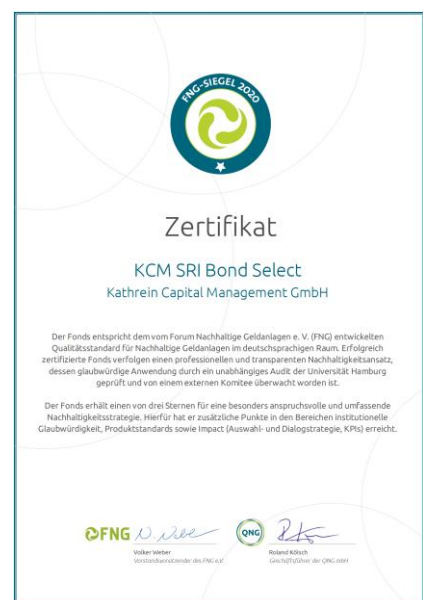 FNG-SIEGEL 2020
Zertifikat
KCM SRI Bond Select
Kathrein Capital Management GmbH
Der Fonds entspricht dem vom Forum Nachhaltige Geldanlagen e. V. (FNG) entwickelten
Qualitätsstandard für Nachhaltige Geldanlagen im deutschsprachigen Raum. Erfolgreich
zertifizierte Fonds verfolgen einen professionellen und transparenten Nachhaltigkeitsansatz,
dessen glaubwürdige Anwendung durch ein unabhängiges Audit der Universität Hamburg
geprüft und von einem externen Komitee überwacht worden ist.
Der Fonds erhält einen von drei Sternen für eine besonders anspruchsvolle und umfassende
Nachhaltigkeitsstrategie. Hierfür hat er zusätzliche Punkte in den Bereichen institutionelle
Glaubwürdigkeit, Produktstandards sowie Impact (Auswahl- und Dialogstrategie, KPIs) erreicht.
FNG
QNG
Volker Weber
Roland Kölsch
Vorstandsvorsitzender des FNG e.V.
Geschäftsführer der QNG mbH